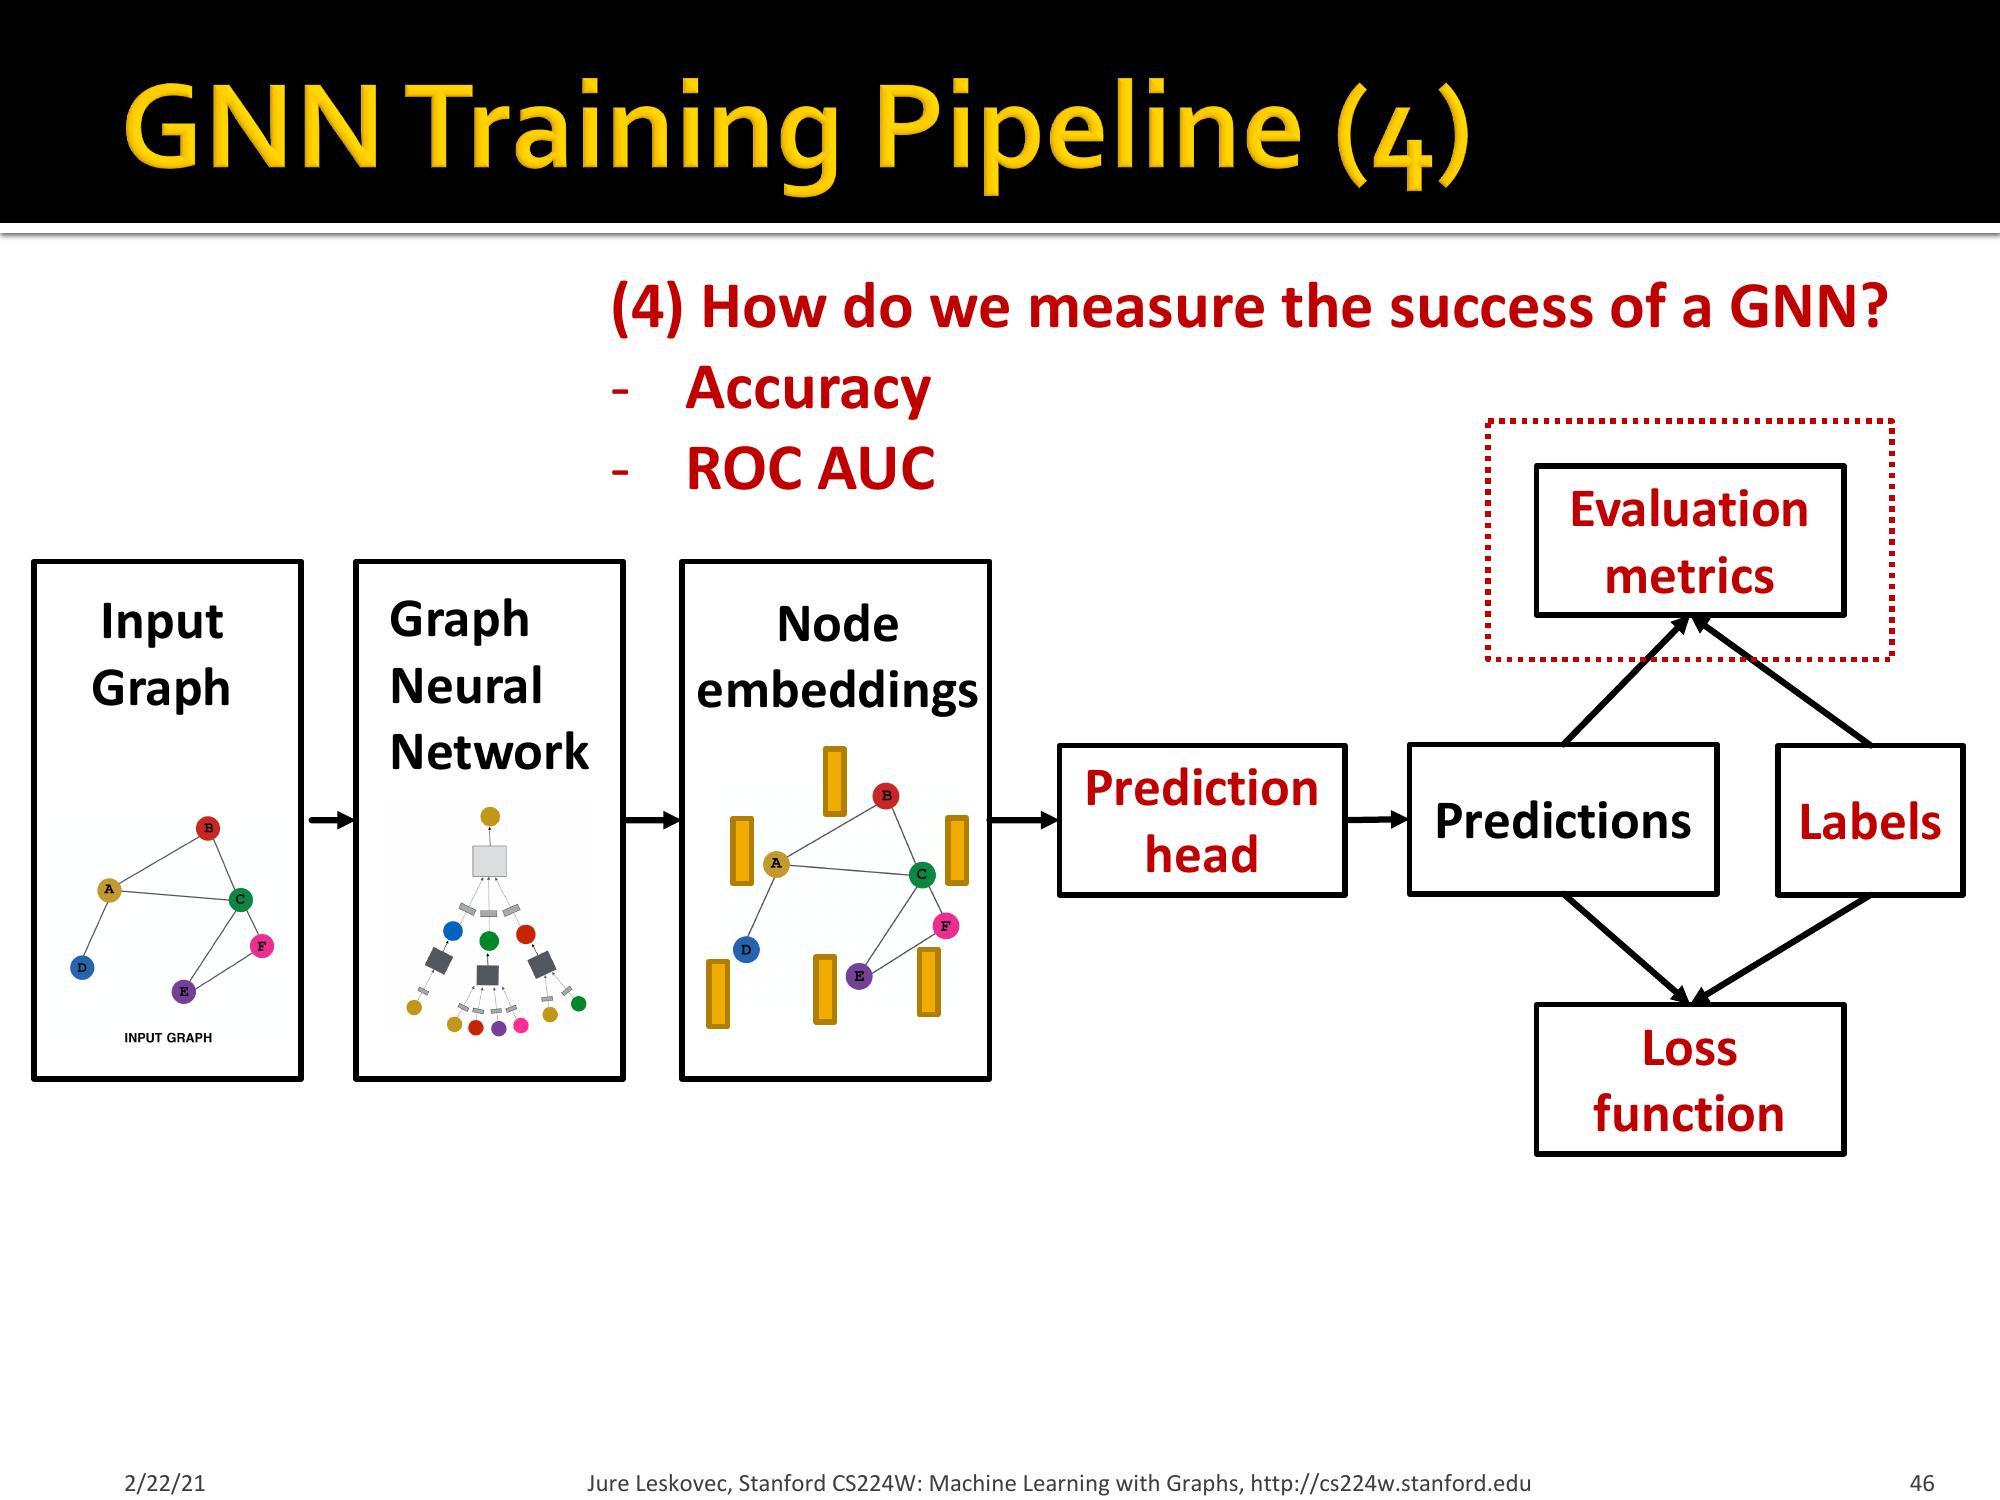 GNN Training Pipeline (4)
(4) How do we measure the success of a GNN?
- Accuracy
- ROC AUC
Evaluation
metrics
Input
Graph
B
A
C
F
D
E
INPUT GRAPH
Graph
Neural
Network
Node
embeddings
B
A
C
F
D
E
Prediction
head
Predictions
Labels
Loss
function
2/22/21
Jure Leskovec, Stanford CS224W: Machine Learning with Graphs, http://cs224w.stanford.edu
46